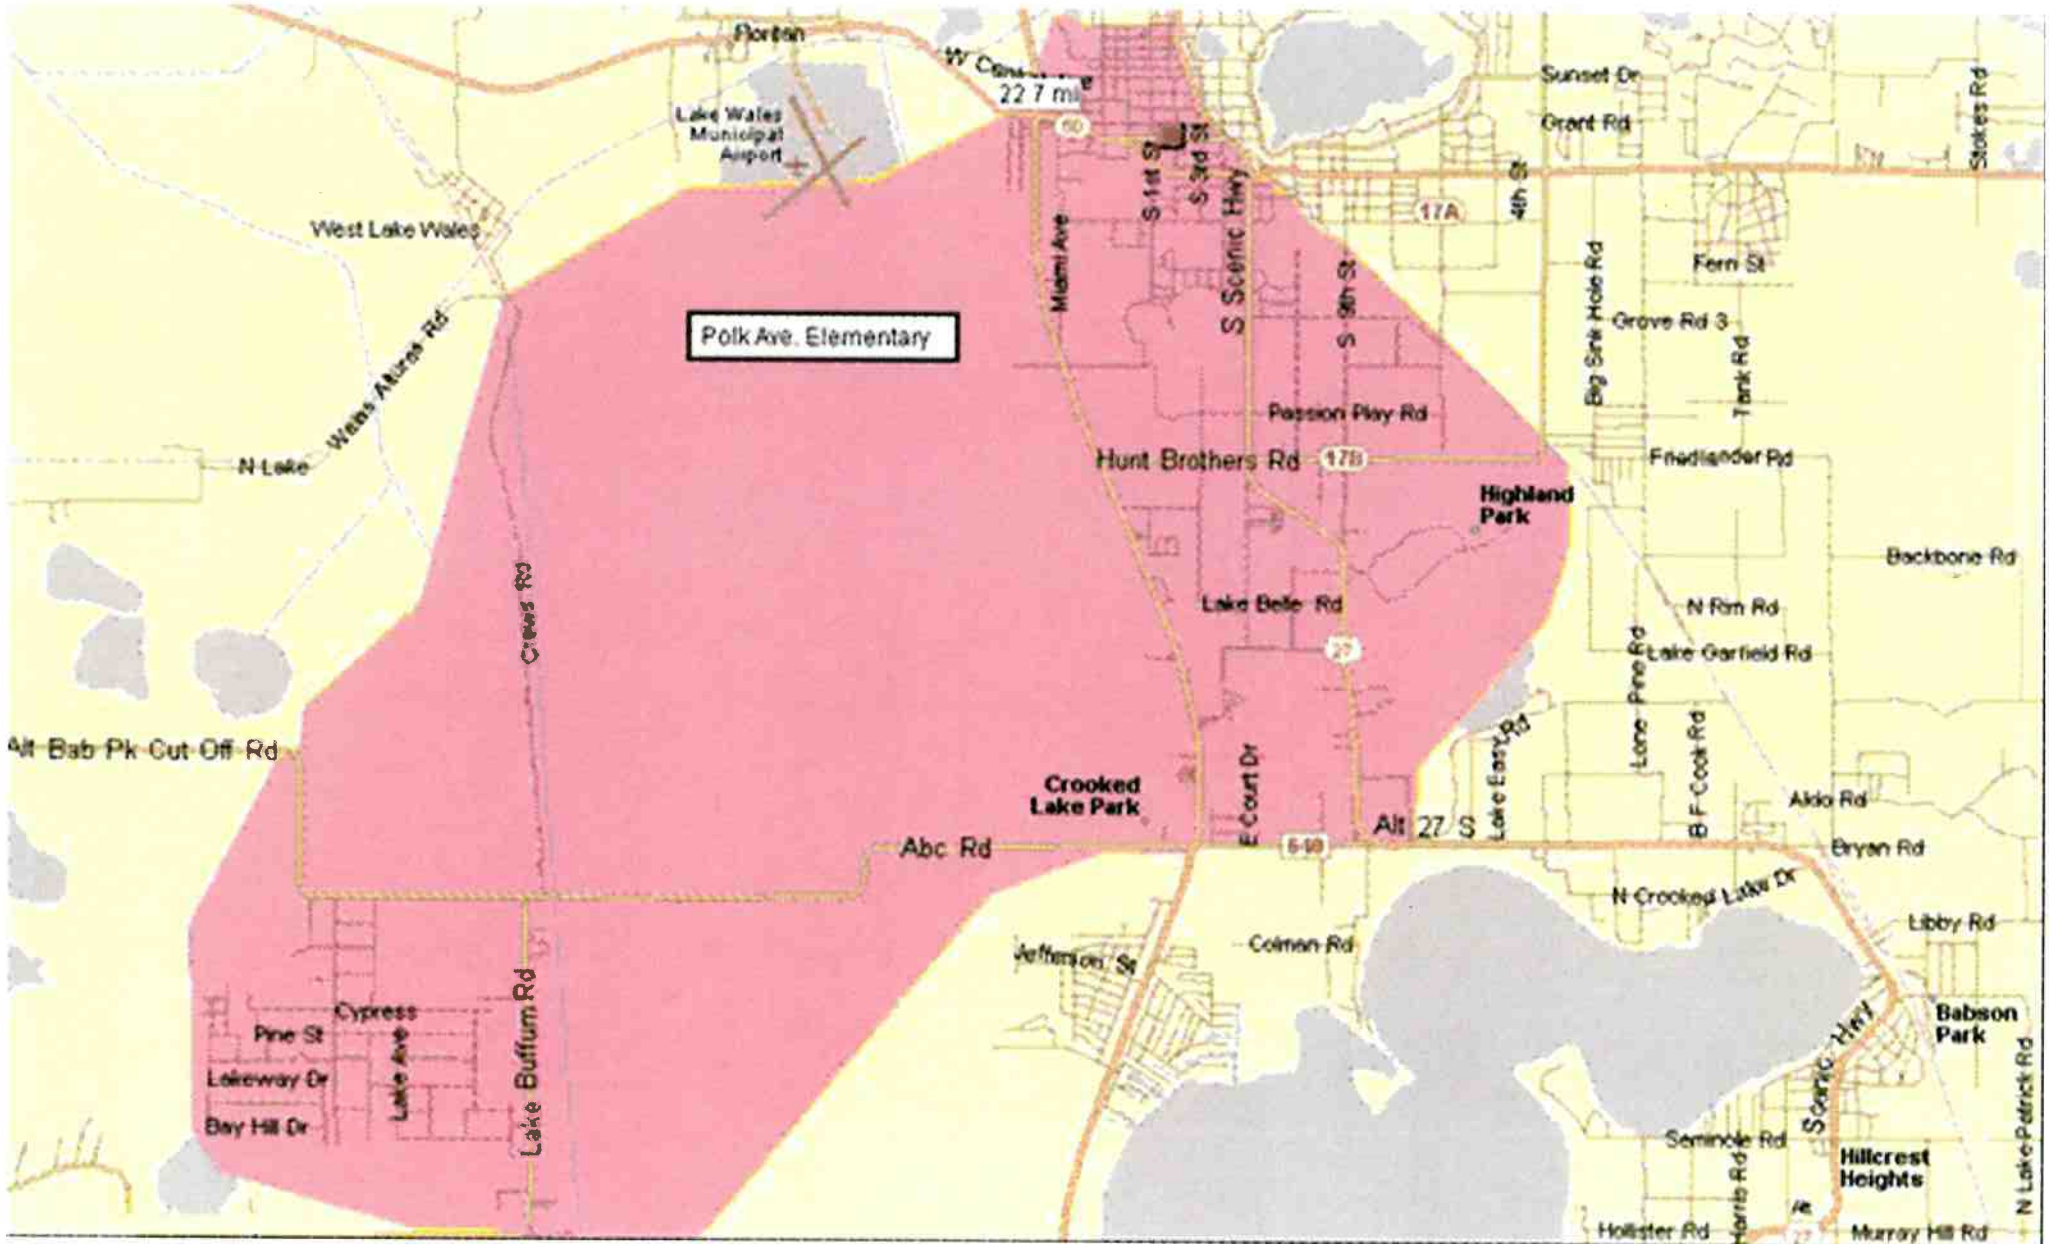 Lake Wales
Municipal
Airport
22 7 mi
60
Sunset Dr
Grant Rd
Stokes Rd
S 1st St
S 3rd St
17A
4th St
West Lake Wales
Miami Ave
S Scenic Hwy
S 9th St
Big Sink Hole Rd
Fern St
Grove Rd 3
Tank Rd
Polk Ave. Elementary
N Lake
Passion Play Rd
Hunt Brothers Rd
17B
Friedlander Rd
Highland
Park
Backbone Rd
Crews Rd
Lake Belle Rd
N Rim Rd
27
Lone Pine Rd
Lake Garfield Rd
Alt Bab Pk Cut Off Rd
Crooked
Lake Park
E Court Dr
Lake Easy Rd
B F Cook Rd
Alt 27 S
Abc Rd
Bryan Rd
N Crooked Lake Dr
Libby Rd
Jefferson St
Colman Rd
Cypress
Pine St
Lakeway Dr
Lake Ave
Bay Hill Dr
Lake Buffum Rd
Babson
Park
Scenic Hwy
Seminole Rd
Harris Rd
Hillcrest
Heights
N Lake Patrick Rd
Hollister Rd
27
Murray Hill Rd